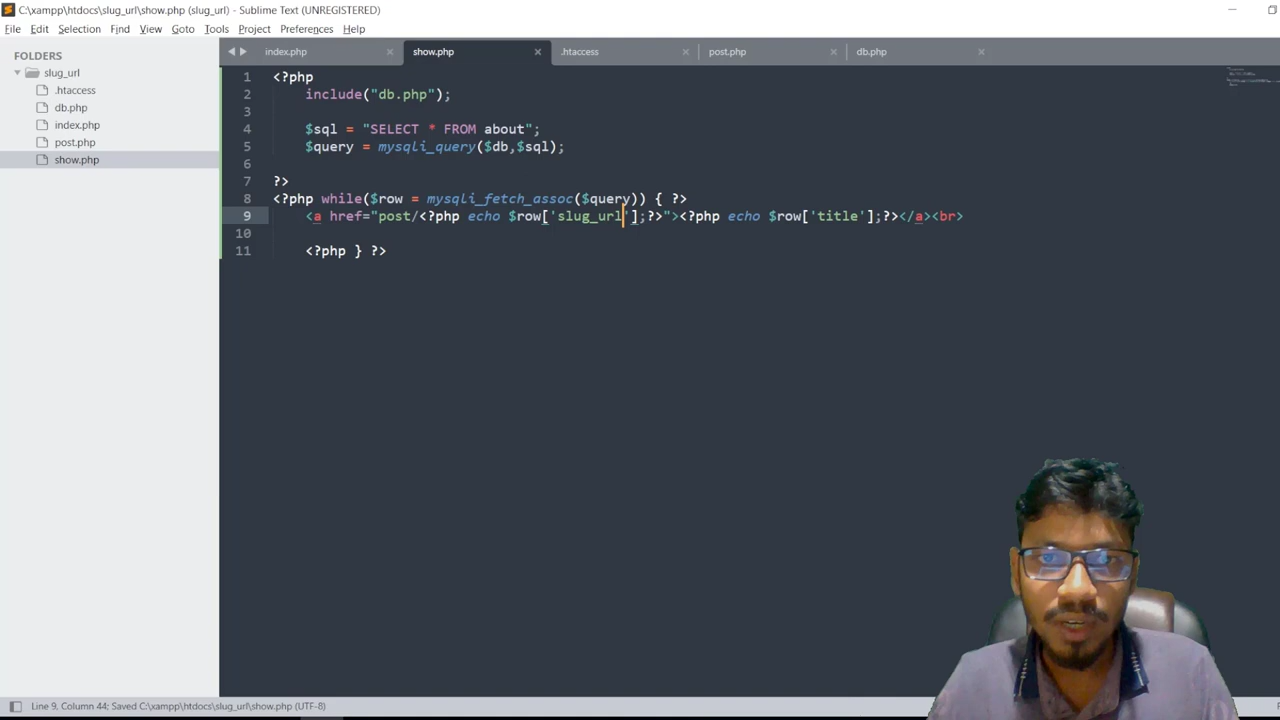 C:\xampp\htdocs\slug_url\show.php (slug_url) - Sublime Text (UNREGISTERED)
File Edit Selection Find View Goto Tools Project Preferences Help
FOLDERS
slug_url
.htaccess
db.php
index.php
post.php
show.php
index.php show.php .htaccess post.php db.php
1 <?php
2 include("db.php");
3
4 $sql = "SELECT * FROM about";
5 $query = mysqli_query($db,$sql);
6
7 ?>
8 <?php while($row = mysqli_fetch_assoc($query)) { ?>
9 <a href="post/<?php echo $row['slug_url'];?>"><?php echo $row['title'];?></a><br>
10
11 <?php } ?>
Line 9, Column 44; Saved C:\xampp\htdocs\slug_url\show.php (UTF-8)